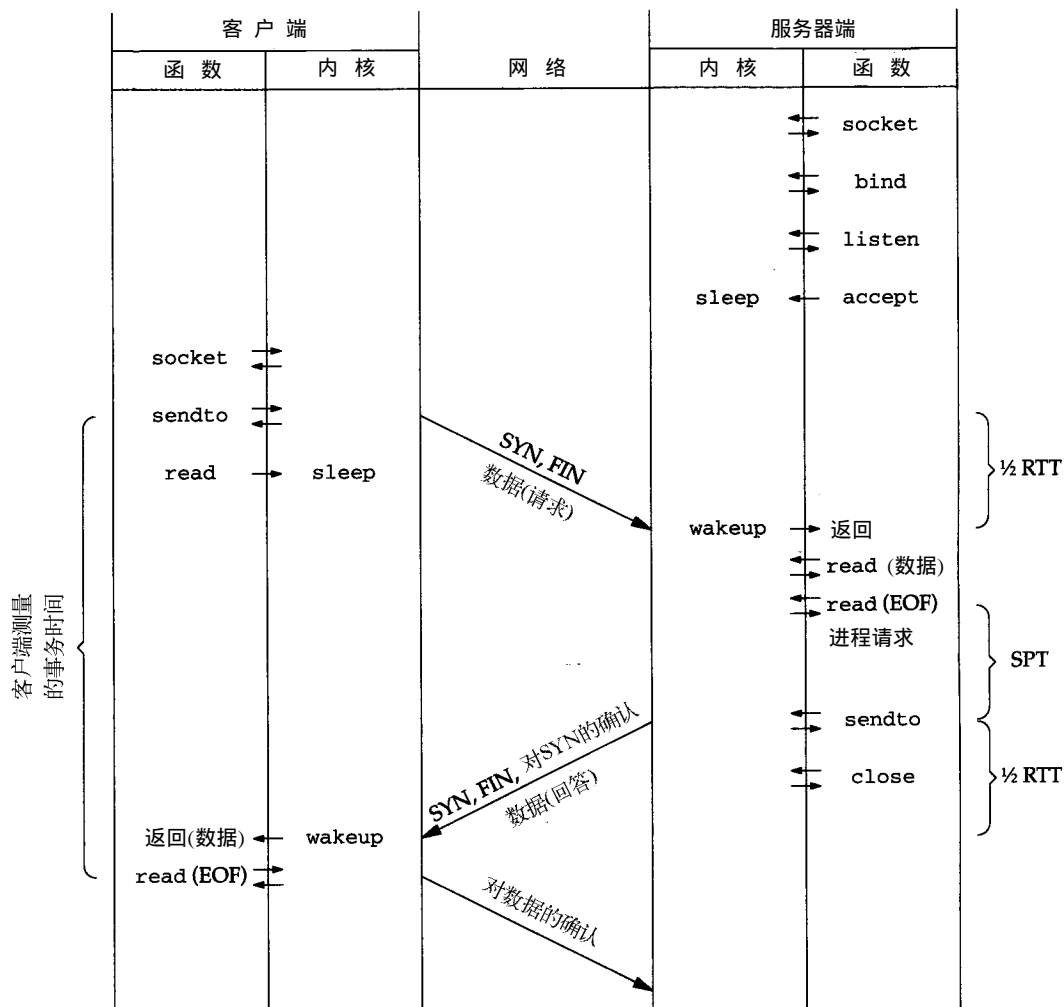 客 户 端
服务器端
函 数
内 核
网 络
内 核
函 数
socket
bind
listen
sleep
accept
socket
sendto
SYN, FIN
½ RTT
read
sleep
数据(请求)
wakeup
返回
read (数据)
read (EOF)
客户端测量
的事务时间
进程请求
SPT
sendto
SYN, FIN, 对SYN的确认
½ RTT
数据(回答)
close
返回(数据)
wakeup
read (EOF)
对数据的确认